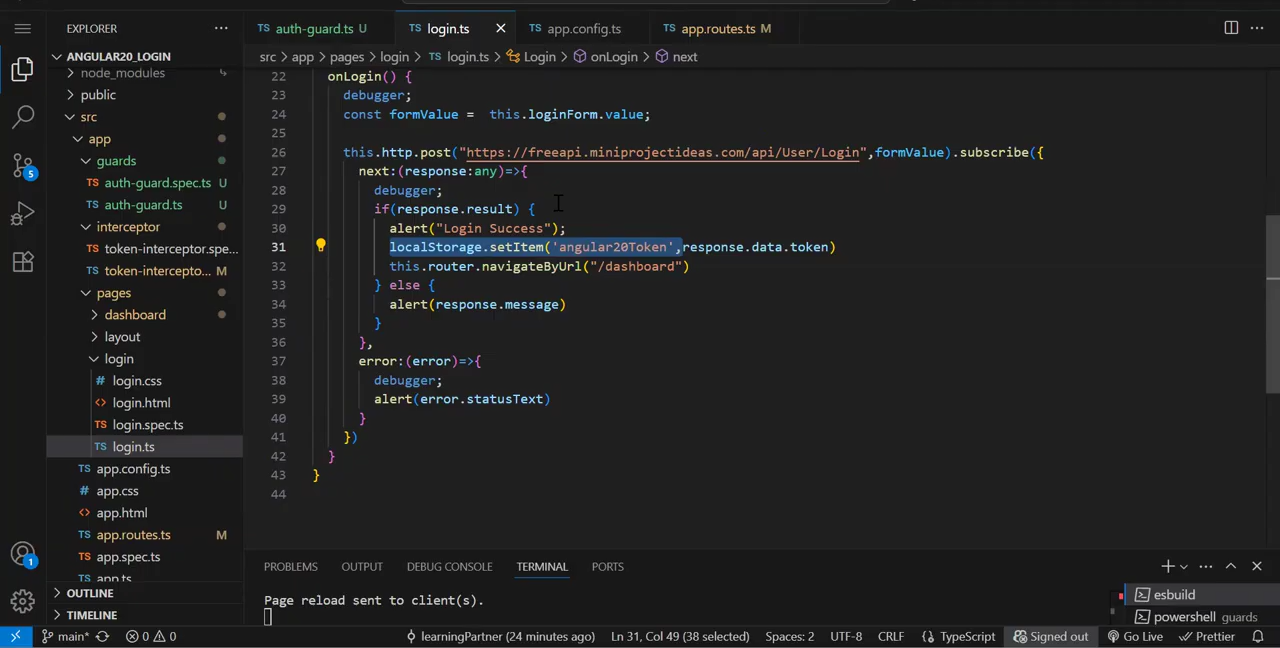 EXPLORER
ANGULAR20_LOGIN
node_modules
public
src
app
guards
auth-guard.spec.ts U
auth-guard.ts U
interceptor
token-interceptor.spe...
token-intercepto... M
pages
dashboard
layout
login
login.css
login.html
login.spec.ts
login.ts
app.config.ts
app.css
app.html
app.routes.ts M
app.spec.ts
app.ts
OUTLINE
TIMELINE
5
1
TS auth-guard.ts U
TS login.ts
TS app.config.ts
TS app.routes.ts M
src > app > pages > login > TS login.ts > Login > onLogin > next
22 onLogin() {
23 debugger;
24 const formValue = this.loginForm.value;
25
26 this.http.post("https://freeapi.miniprojectideas.com/api/User/Login",formValue).subscribe({
27 next:(response:any)=>{
28 debugger;
29 if(response.result) {
30 alert("Login Success");
31 localStorage.setItem('angular20Token',response.data.token)
32 this.router.navigateByUrl("/dashboard")
33 } else {
34 alert(response.message)
35 }
36 },
37 error:(error)=>{
38 debugger;
39 alert(error.statusText)
40 }
41 })
42 }
43 }
44
PROBLEMS OUTPUT DEBUG CONSOLE TERMINAL PORTS
Page reload sent to client(s).
esbuild
powershell guards
main* 0 0 learningPartner (24 minutes ago) Ln 31, Col 49 (38 selected) Spaces: 2 UTF-8 CRLF {} TypeScript Signed out Go Live Prettier